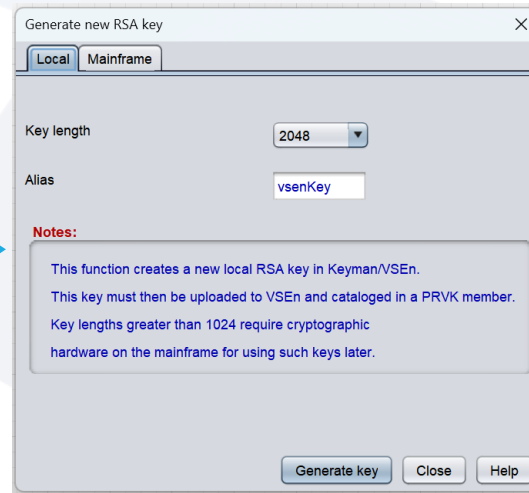 Generate new RSA key
Local Mainframe
Key length 2048
Alias vsenKey
Notes:
This function creates a new local RSA key in Keyman/VSEn.
This key must then be uploaded to VSEn and cataloged in a PRVK member.
Key lengths greater than 1024 require cryptographic
hardware on the mainframe for using such keys later.
Generate key Close Help